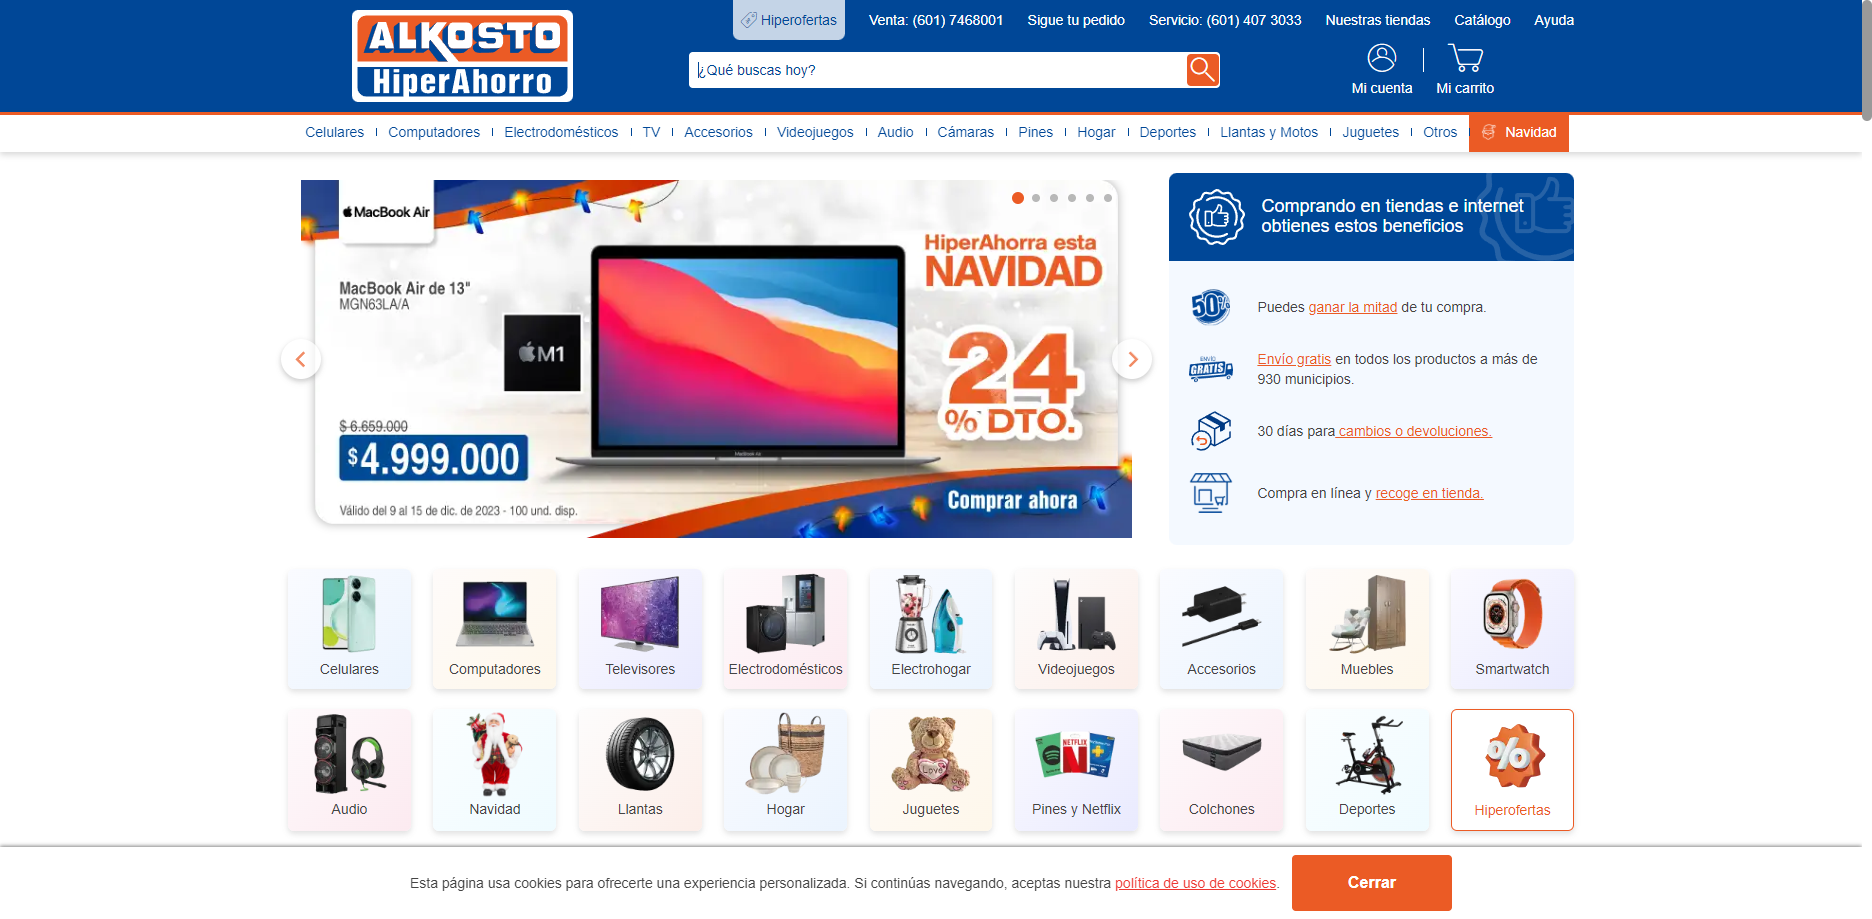 ALKOSTO
HiperAhorro
Hiperofertas
Venta: (601) 7468001
Sigue tu pedido
Servicio: (601) 407 3033
Nuestras tiendas
Catálogo
Ayuda
¿Qué buscas hoy?
Mi cuenta
Mi carrito
Celulares
Computadores
Electrodomésticos
TV
Accesorios
Videojuegos
Audio
Cámaras
Pines
Hogar
Deportes
Llantas y Motos
Juguetes
Otros
Navidad
MacBook Air
MacBook Air de 13"
MGN63LA/A
M1
$ 6.659.000
$4.999.000
Válido del 9 al 15 de dic. de 2023 - 100 und. disp.
MacBook Air
HiperAhorra esta
NAVIDAD
24
% DTO.
Comprar ahora
Comprando en tiendas e internet
obtienes estos beneficios
50%
Puedes ganar la mitad de tu compra.
ENVÍO
GRATIS
Envío gratis en todos los productos a más de
930 municipios.
30 días para cambios o devoluciones.
Compra en línea y recoge en tienda.
Celulares
Computadores
Televisores
Electrodomésticos
Electrohogar
Videojuegos
Accesorios
Muebles
Smartwatch
Love
NETFLIX
N
%
Audio
Navidad
Llantas
Hogar
Juguetes
Pines y Netflix
Colchones
Deportes
Hiperofertas
Esta página usa cookies para ofrecerte una experiencia personalizada. Si continúas navegando, aceptas nuestra política de uso de cookies.
Cerrar